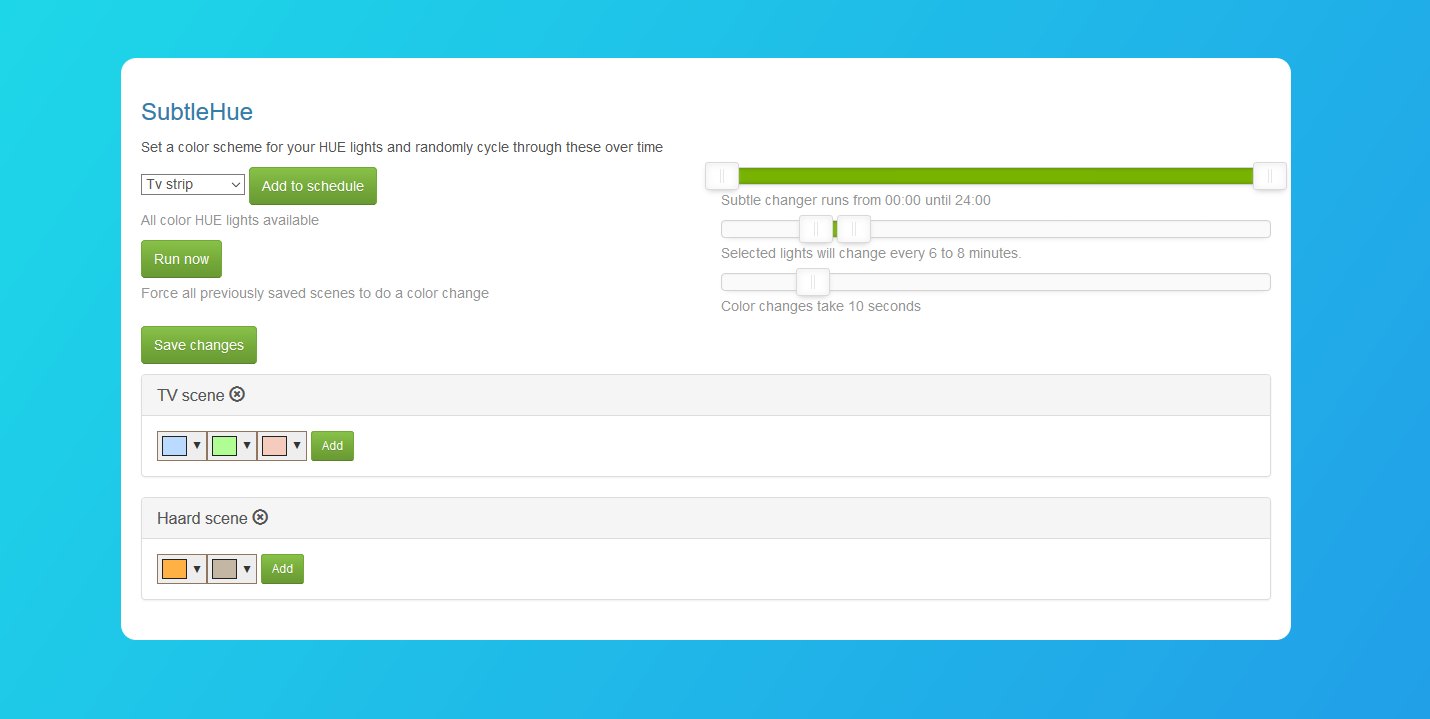 SubtleHue
Set a color scheme for your HUE lights and randomly cycle through these over time
Tv strip Add to schedule
All color HUE lights available
Run now
Force all previously saved scenes to do a color change
Save changes
Subtle changer runs from 00:00 until 24:00
Selected lights will change every 6 to 8 minutes.
Color changes take 10 seconds
TV scene
Add
Haard scene
Add